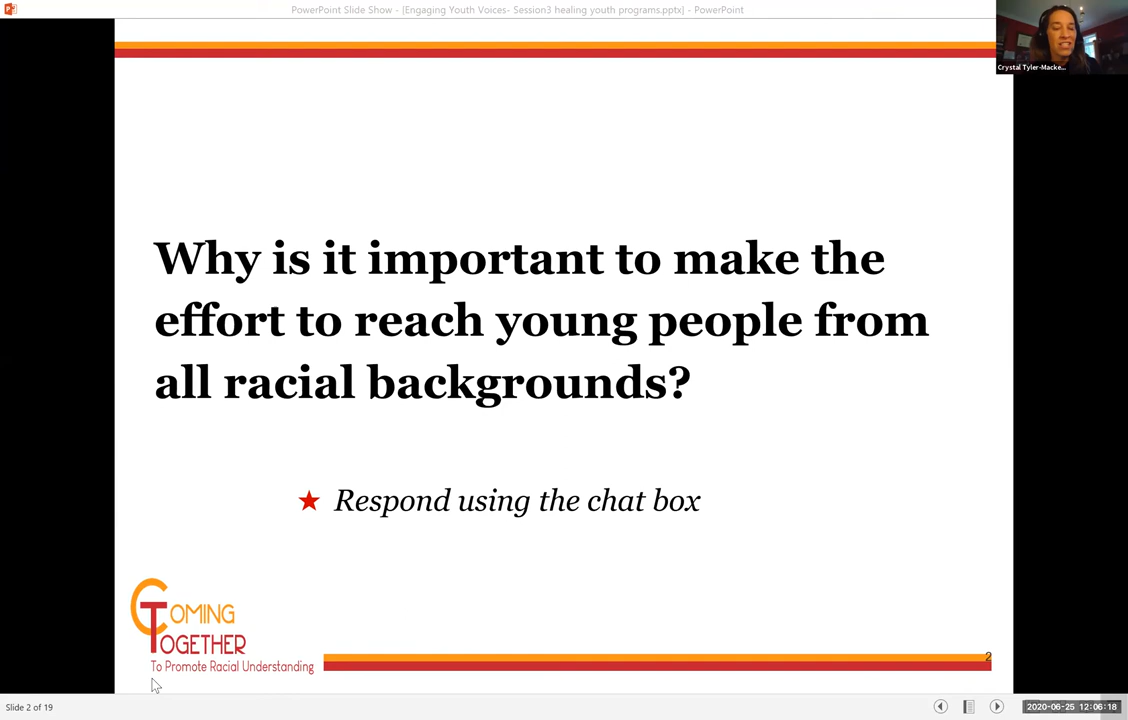 PowerPoint Slide Show - [Engaging Youth Voices- Session3 healing youth programs.pptx] - PowerPoint
Crystal Tyler-Macke...
Why is it important to make the
effort to reach young people from
all racial backgrounds?
★ Respond using the chat box
COMING
TOGETHER
To Promote Racial Understanding
2
Slide 2 of 19
2020-06-25 12:06:18